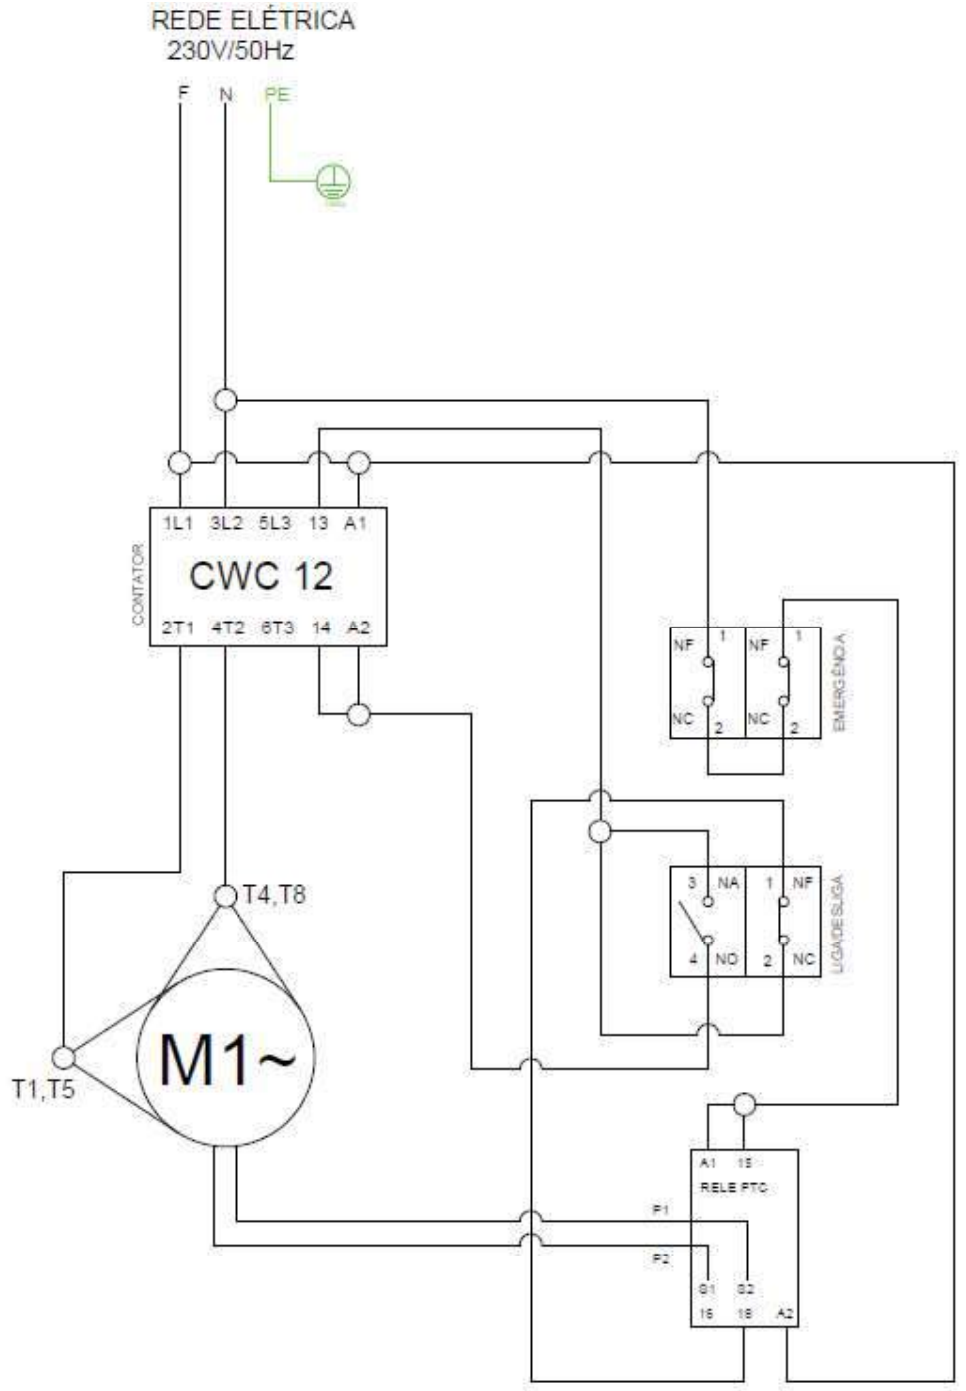 REDE ELÉTRICA
230V/50Hz
F N PE
1L1 3L2 5L3 13 A1
CONTATOR
CWC 12
2T1 4T2 6T3 14 A2
NF 1 NF 1
NC 2 NC 2
EMERGÊNCIA
3 NA 1 NF
4 NO 2 NC
LIGA/DESLIGA
T4,T8
M1~
T1,T5
A1 15
RELE PTC
P1
P2
S1 S2
16 18 A2